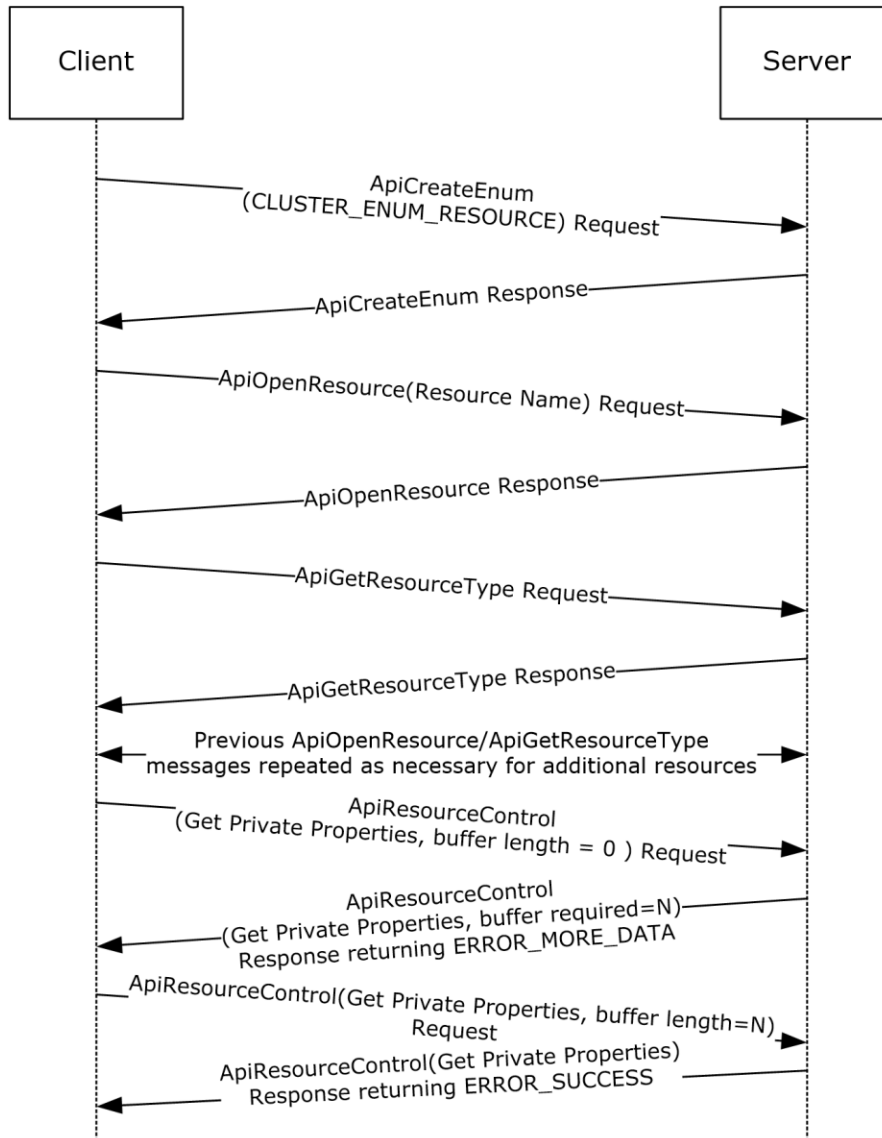 Client
Server
ApiCreateEnum
(CLUSTER_ENUM_RESOURCE) Request
ApiCreateEnum Response
ApiOpenResource(Resource Name) Request
ApiOpenResource Response
ApiGetResourceType Request
ApiGetResourceType Response
Previous ApiOpenResource/ApiGetResourceType
messages repeated as necessary for additional resources
ApiResourceControl
(Get Private Properties, buffer length = 0 ) Request
ApiResourceControl
(Get Private Properties, buffer required=N)
Response returning ERROR_MORE_DATA
ApiResourceControl(Get Private Properties, buffer length=N)
Request
ApiResourceControl(Get Private Properties)
Response returning ERROR_SUCCESS